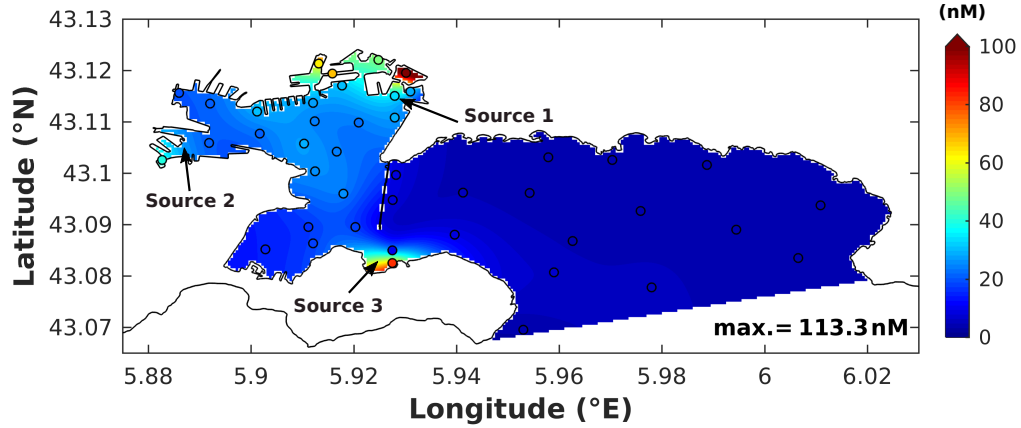 (nM)
43.13
43.12
43.11
43.1
43.09
43.08
43.07
Latitude (°N)
Source 1
Source 2
Source 3
max.= 113.3nM
100
80
60
40
20
0
5.88 5.9 5.92 5.94 5.96 5.98 6 6.02
Longitude (°E)